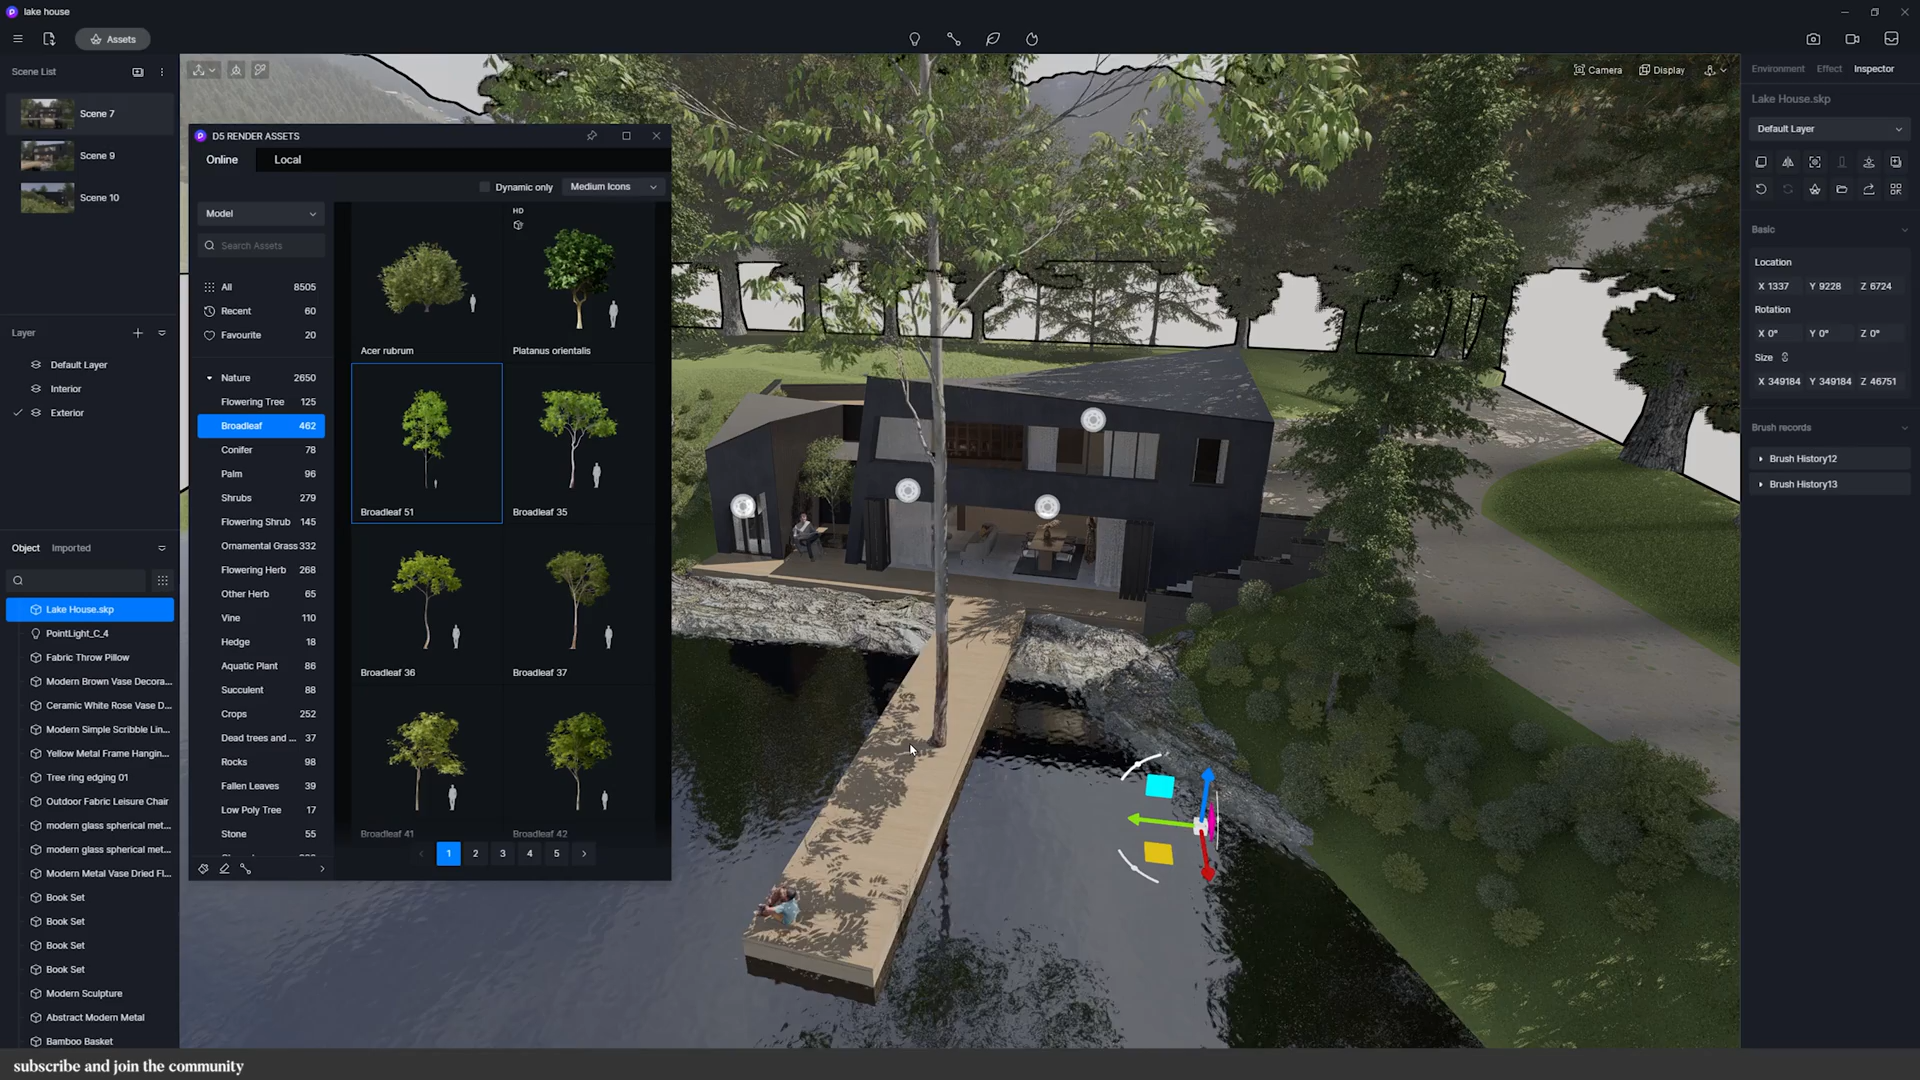 lake house
Assets
Scene List
Scene 7
Scene 9
Scene 10
Layer
Default Layer
Interior
Exterior
Object
Imported
Lake House.skp
PointLight_C_4
Fabric Throw Pillow
Modern Brown Vase Decora...
Ceramic White Rose Vase D...
Modern Simple Scribble Lin...
Yellow Metal Frame Hangin...
Tree ring edging 01
Outdoor Fabric Leisure Chair
modern glass spherical met...
modern glass spherical met...
Modern Metal Vase Dried Fl...
Book Set
Book Set
Book Set
Book Set
Modern Sculpture
Abstract Modern Metal
Bamboo Basket
D5 RENDER ASSETS
Online
Local
Dynamic only
Medium Icons
Model
Search Assets
All 8505
Recent 60
Favourite 20
Nature 2650
Flowering Tree 125
Broadleaf 462
Conifer 78
Palm 96
Shrubs 279
Flowering Shrub 145
Ornamental Grass 332
Flowering Herb 268
Other Herb 65
Vine 110
Hedge 18
Aquatic Plant 86
Succulent 88
Crops 252
Dead trees and ... 37
Rocks 98
Fallen Leaves 39
Low Poly Tree 17
Stone 55
HD
Acer rubrum
Platanus orientalis
Broadleaf 51
Broadleaf 35
Broadleaf 36
Broadleaf 37
Broadleaf 41
Broadleaf 42
1 2 3 4 5
Camera
Display
Environment
Effect
Inspector
Lake House.skp
Default Layer
Basic
Location
X 1337 Y 9228 Z 6724
Rotation
X 0° Y 0° Z 0°
Size
X 349184 Y 349184 Z 46751
Brush records
Brush History12
Brush History13
subscribe and join the community